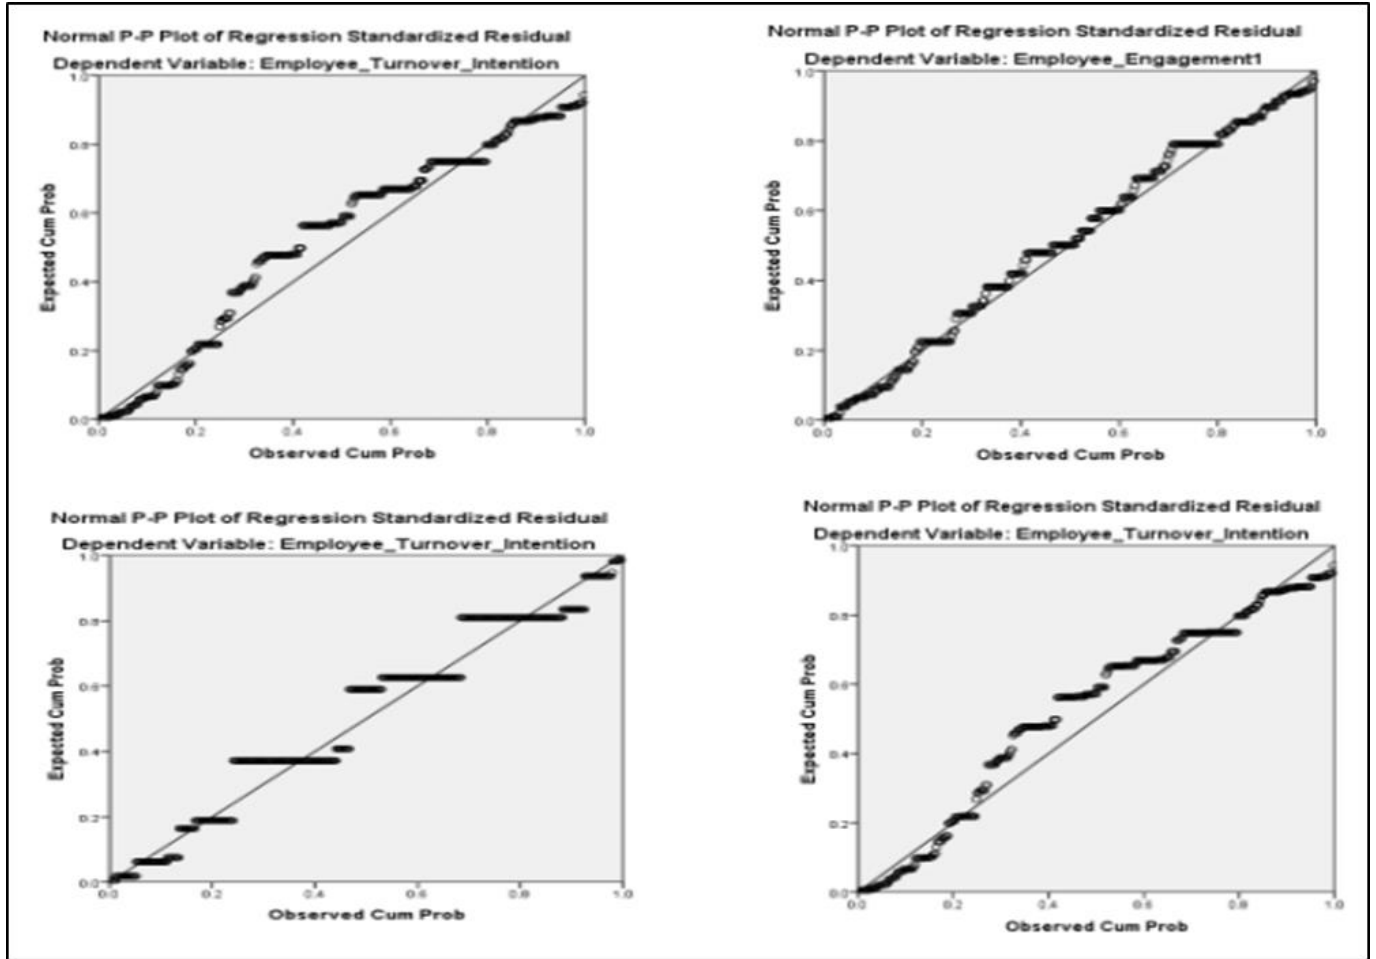 Normal P-P Plot of Regression Standardized Residual
Dependent Variable: Employee_Turnover_Intention
1.0
0.8
0.6
0.4
0.2
0.0
0.0 0.2 0.4 0.6 0.8 1.0
Expected Cum Prob
Observed Cum Prob
Normal P-P Plot of Regression Standardized Residual
Dependent Variable: Employee_Engagement1
1.0
0.8
0.6
0.4
0.2
0.0
0.0 0.2 0.4 0.6 0.8 1.0
Expected Cum Prob
Observed Cum Prob
Normal P-P Plot of Regression Standardized Residual
Dependent Variable: Employee_Turnover_Intention
1.0
0.8
0.6
0.4
0.2
0.0
0.0 0.2 0.4 0.6 0.8 1.0
Expected Cum Prob
Observed Cum Prob
Normal P-P Plot of Regression Standardized Residual
Dependent Variable: Employee_Turnover_Intention
1.0
0.8
0.6
0.4
0.2
0.0
0.0 0.2 0.4 0.6 0.8 1.0
Expected Cum Prob
Observed Cum Prob